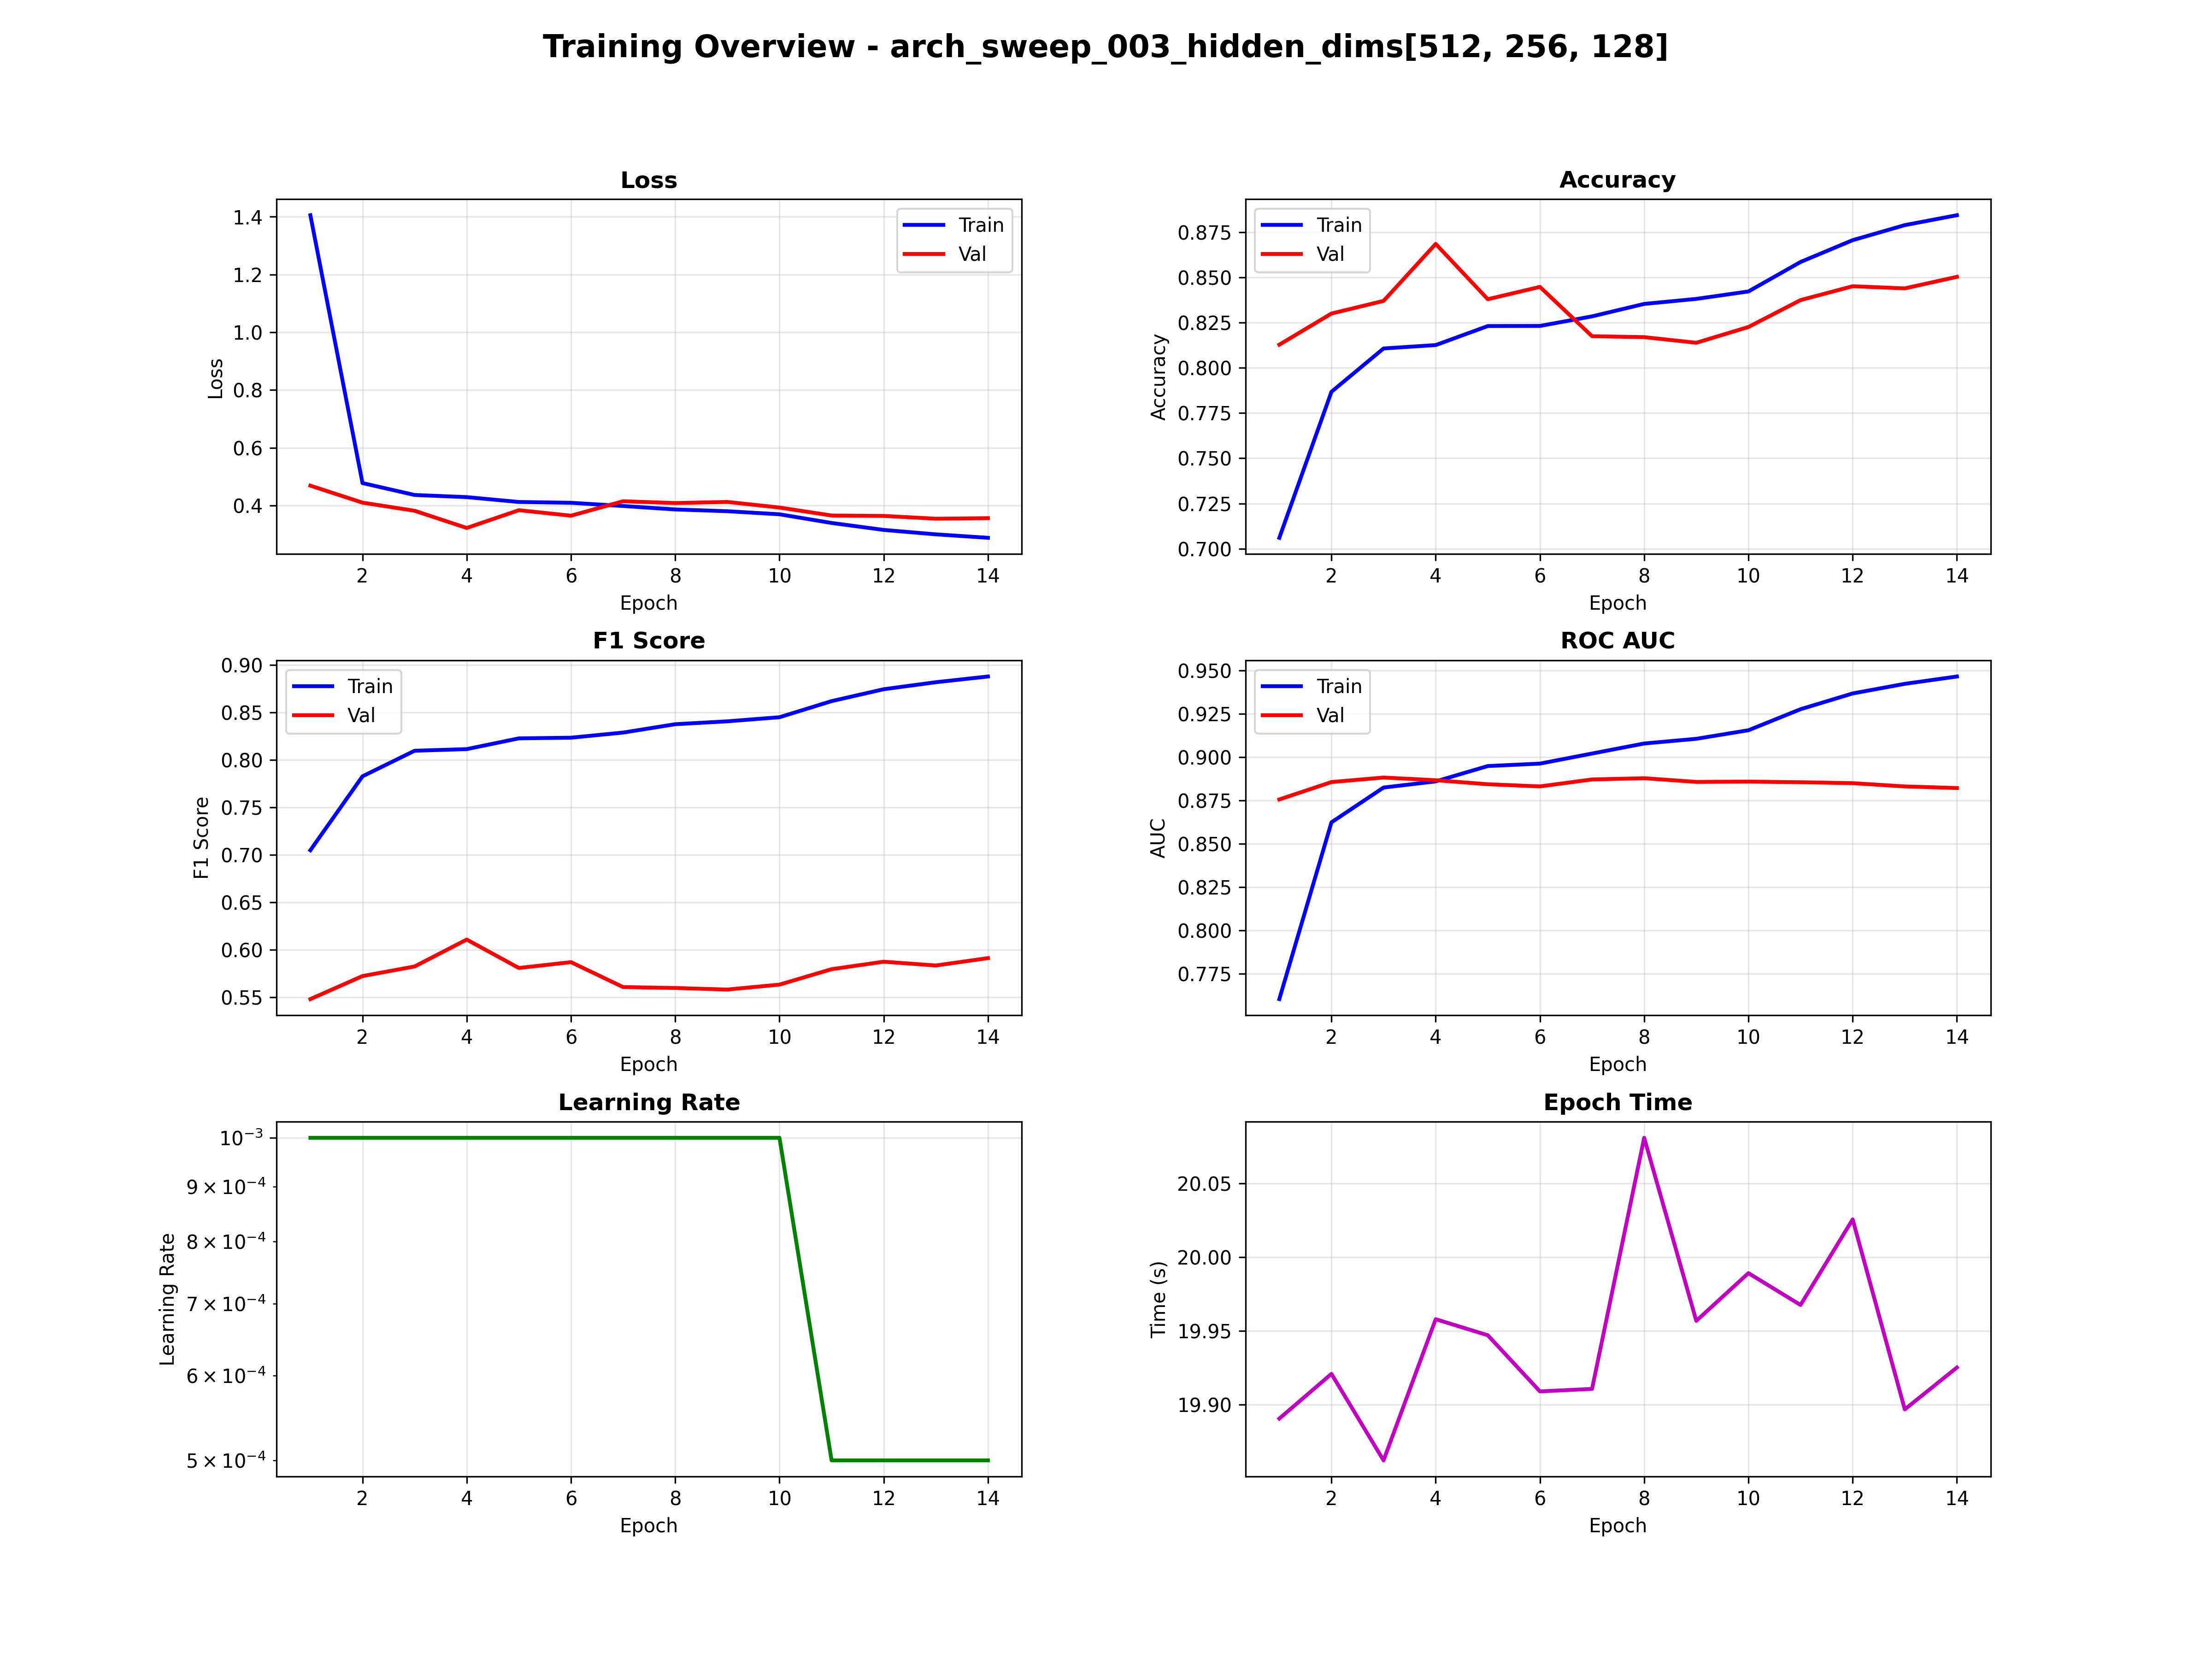 Training Overview - arch_sweep_003_hidden_dims[512, 256, 128]
Loss
Loss
1.4
1.2
1.0
0.8
0.6
0.4
Train
Val
2 4 6 8 10 12 14
Epoch
Accuracy
Accuracy
0.875
0.850
0.825
0.800
0.775
0.750
0.725
0.700
Train
Val
2 4 6 8 10 12 14
Epoch
F1 Score
F1 Score
0.90
0.85
0.80
0.75
0.70
0.65
0.60
0.55
Train
Val
2 4 6 8 10 12 14
Epoch
ROC AUC
AUC
0.950
0.925
0.900
0.875
0.850
0.825
0.800
0.775
Train
Val
2 4 6 8 10 12 14
Epoch
Learning Rate
Learning Rate
10⁻³
9 × 10⁻⁴
8 × 10⁻⁴
7 × 10⁻⁴
6 × 10⁻⁴
5 × 10⁻⁴
2 4 6 8 10 12 14
Epoch
Epoch Time
Time (s)
20.05
20.00
19.95
19.90
2 4 6 8 10 12 14
Epoch